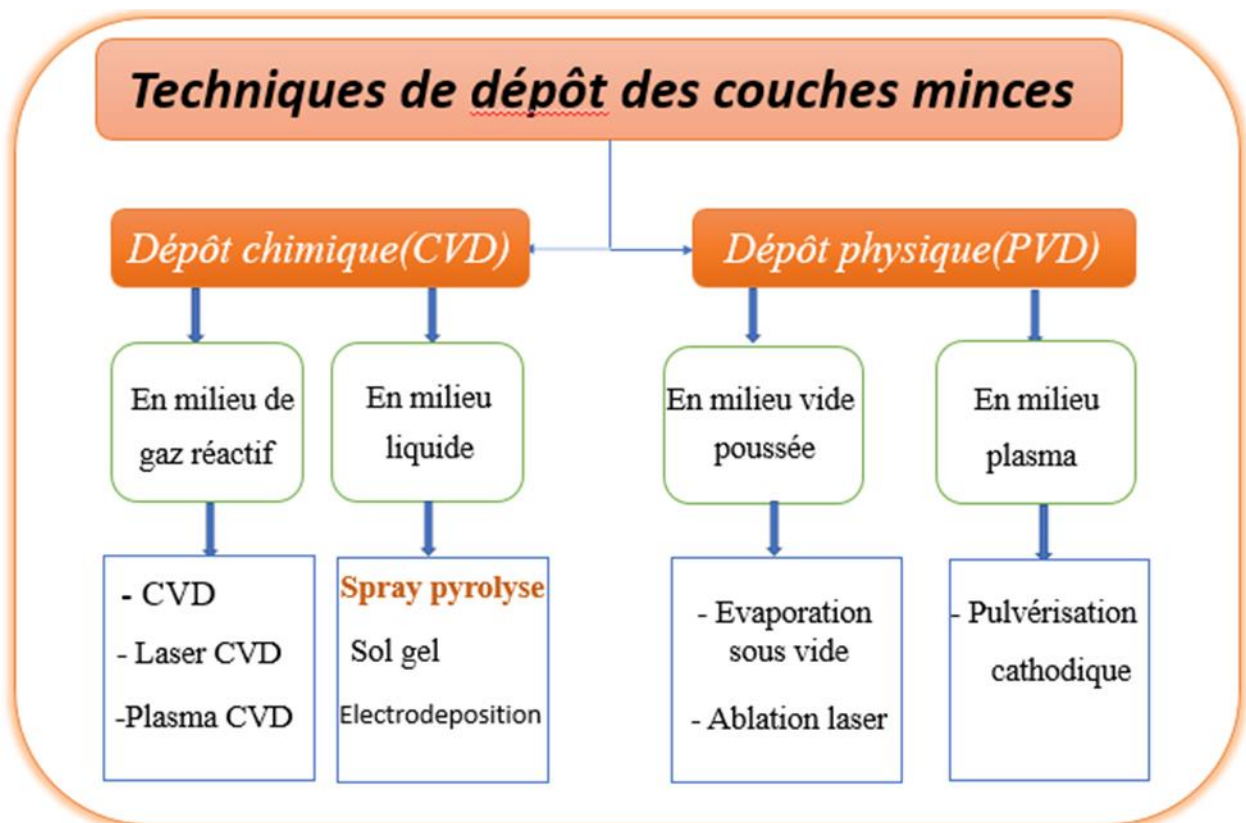 Techniques de dépôt des couches minces
Dépôt chimique(CVD)
Dépôt physique(PVD)
En milieu de
gaz réactif
En milieu
liquide
En milieu vide
poussée
En milieu
plasma
- CVD
- Laser CVD
-Plasma CVD
Spray pyrolyse
Sol gel
Electrodeposition
- Evaporation
sous vide
- Ablation laser
- Pulvérisation
cathodique